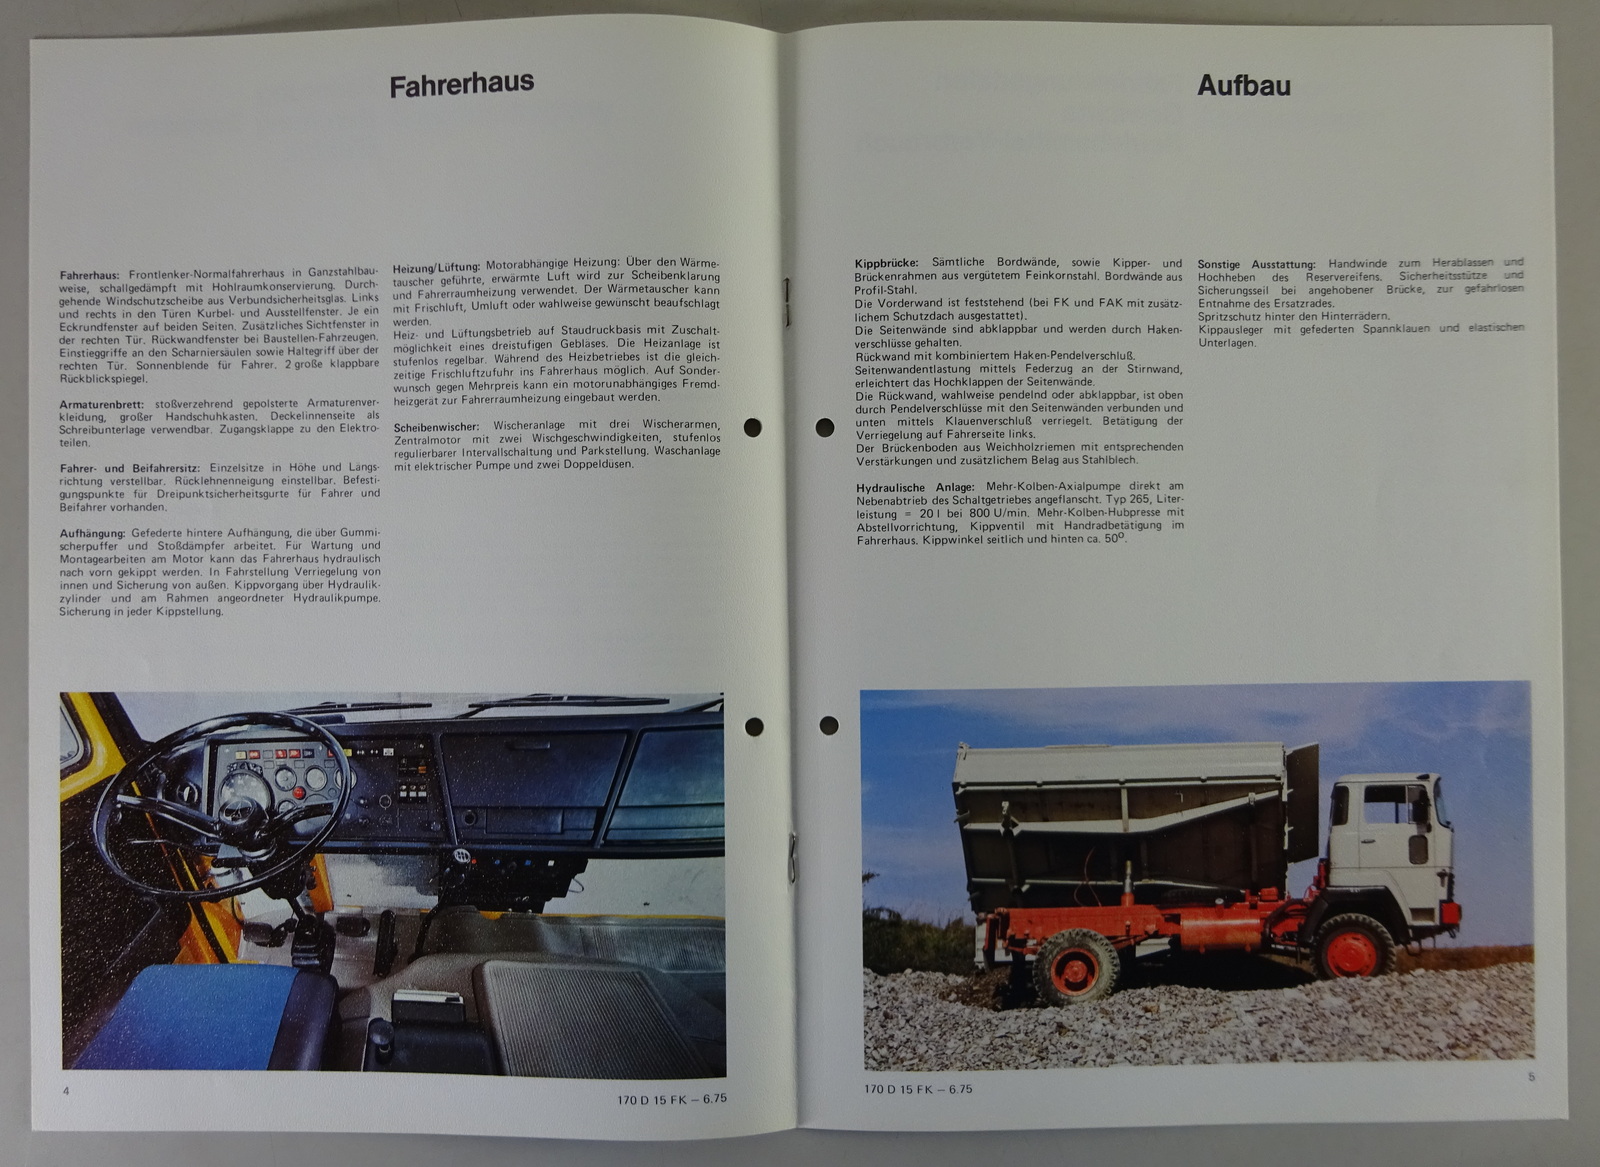 Fahrerhaus
Fahrerhaus: Frontlenker-Normalfahrerhaus in Ganzstahlbau-
weise, schallgedämpft mit Hohlraumkonservierung. Durch-
gehende Windschutzscheibe aus Verbundsicherheitsglas. Links
und rechts in den Türen Kurbel- und Ausstellfenster. Je ein
Eckrundfenster auf beiden Seiten. Zusätzliches Sichtfenster in
der rechten Tür. Rückwandfenster bei Baustellen-Fahrzeugen.
Einstieggriffe an den Scharniersäulen sowie Haltegriff über der
rechten Tür. Sonnenblende für Fahrer. 2 große klappbare
Rückblickspiegel.
Armaturenbrett: stoßverzehrend gepolsterte Armaturenver-
kleidung, großer Handschuhkasten. Deckelinnenseite als
Schreibunterlage verwendbar. Zugangsklappe zu den Elektro-
teilen.
Fahrer- und Beifahrersitz: Einzelsitze in Höhe und Längs-
richtung verstellbar. Rücklehnenneigung einstellbar. Befesti-
gungspunkte für Dreipunktsicherheitsgurte für Fahrer und
Beifahrer vorhanden.
Aufhängung: Gefederte hintere Aufhängung, die über Gummi-
scherpuffer und Stoßdämpfer arbeitet. Für Wartung und
Montagearbeiten am Motor kann das Fahrerhaus hydraulisch
nach vorn gekippt werden. In Fahrstellung Verriegelung von
innen und Sicherung von außen. Kippvorgang über Hydraulik-
zylinder und am Rahmen angeordneter Hydraulikpumpe.
Sicherung in jeder Kippstellung.
Heizung/Lüftung: Motorabhängige Heizung: Über den Wärme-
tauscher geführte, erwärmte Luft wird zur Scheibenklarung
und Fahrerraumheizung verwendet. Der Wärmetauscher kann
mit Frischluft, Umluft oder wahlweise gewünscht beaufschlagt
werden.
Heiz- und Lüftungsbetrieb auf Staudruckbasis mit Zuschalt-
möglichkeit eines dreistufigen Gebläses. Die Heizanlage ist
stufenlos regelbar. Während des Heizbetriebes ist die gleich-
zeitige Frischluftzufuhr ins Fahrerhaus möglich. Auf Sonder-
wunsch gegen Mehrpreis kann ein motorunabhängiges Fremd-
heizgerät zur Fahrerraumheizung eingebaut werden.
Scheibenwischer: Wischeranlage mit drei Wischerarmen,
Zentralmotor mit zwei Wischgeschwindigkeiten, stufenlos
regulierbarer Intervallschaltung und Parkstellung. Waschanlage
mit elektrischer Pumpe und zwei Doppeldüsen.
4
170 D 15 FK – 6.75
Aufbau
Kippbrücke: Sämtliche Bordwände, sowie Kipper- und
Brückenrahmen aus vergütetem Feinkornstahl. Bordwände aus
Profil-Stahl.
Die Vorderwand ist feststehend (bei FK und FAK mit zusätz-
lichem Schutzdach ausgestattet).
Die Seitenwände sind abklappbar und werden durch Haken-
verschlüsse gehalten.
Rückwand mit kombiniertem Haken-Pendelverschluß.
Seitenwandentlastung mittels Federzug an der Stirnwand,
erleichtert das Hochklappen der Seitenwände.
Die Rückwand, wahlweise pendelnd oder abklappbar, ist oben
durch Pendelverschlüsse mit den Seitenwänden verbunden und
unten mittels Klauenverschluß verriegelt. Betätigung der
Verriegelung auf Fahrerseite links.
Der Brückenboden aus Weichholzriemen mit entsprechenden
Verstärkungen und zusätzlichem Belag aus Stahlblech.
Hydraulische Anlage: Mehr-Kolben-Axialpumpe direkt am
Nebenabtrieb des Schaltgetriebes angeflanscht. Typ 265, Liter-
leistung = 20 l bei 800 U/min. Mehr-Kolben-Hubpresse mit
Abstellvorrichtung, Kippventil mit Handradbetätigung im
Fahrerhaus. Kippwinkel seitlich und hinten ca. 50°.
Sonstige Ausstattung: Handwinde zum Herablassen und
Hochheben des Reservereifens. Sicherheitsstütze und
Sicherungsseil bei angehobener Brücke, zur gefahrlosen
Entnahme des Ersatzrades.
Spritzschutz hinter den Hinterrädern.
Kippausleger mit gefederten Spannklauen und elastischen
Unterlagen.
170 D 15 FK – 6.75
5